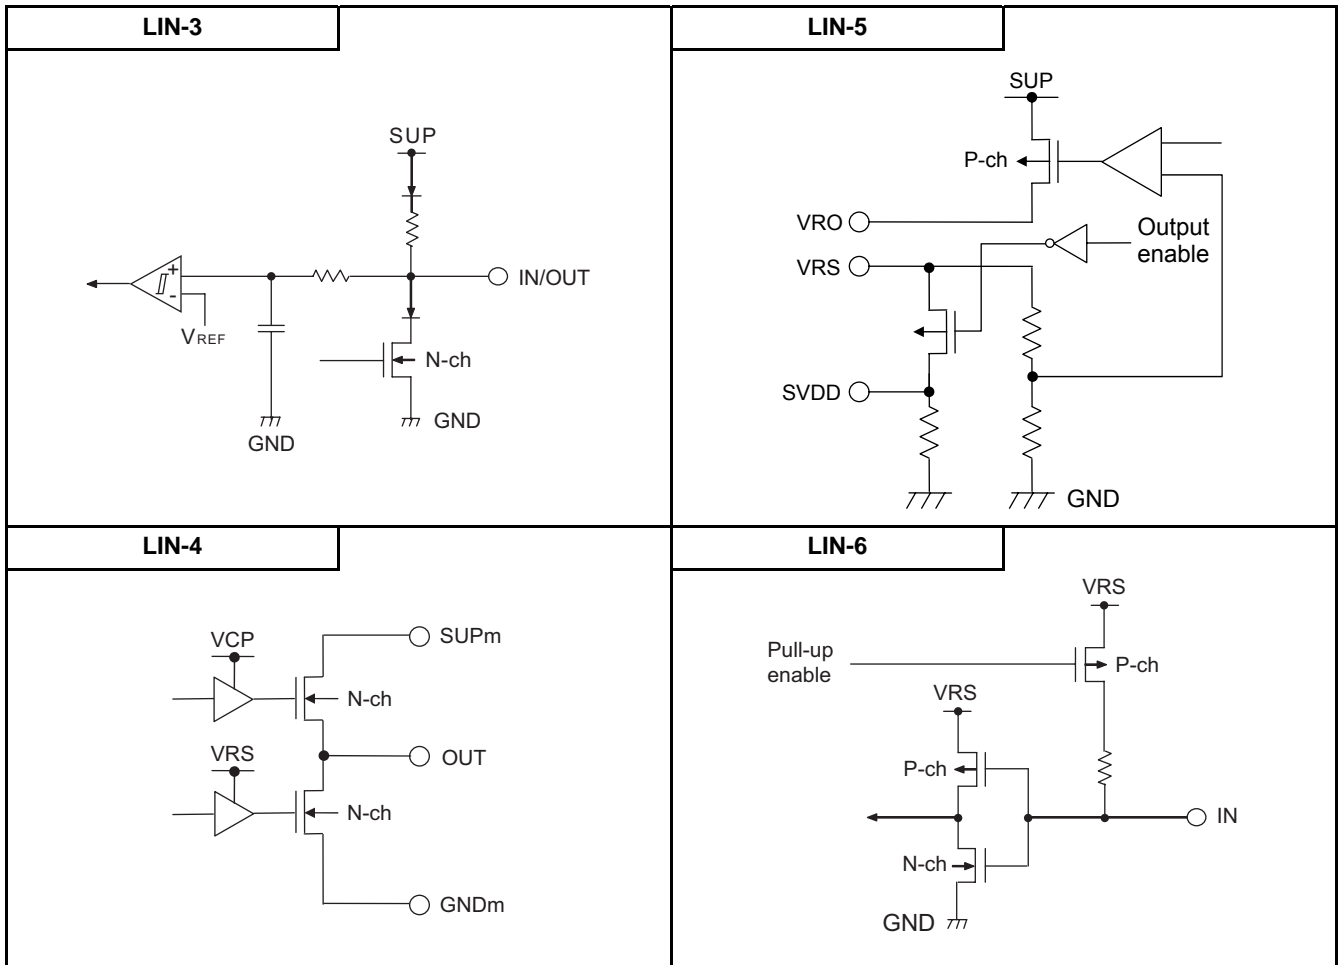 LIN-3
SUP
IN/OUT
+
-
VREF
N-ch
GND
GND
LIN-5
SUP
P-ch
VRO
Output
enable
VRS
SVDD
GND
LIN-4
VCP
SUPm
N-ch
VRS
OUT
N-ch
GNDm
LIN-6
VRS
Pull-up
enable
P-ch
VRS
P-ch
IN
N-ch
GND